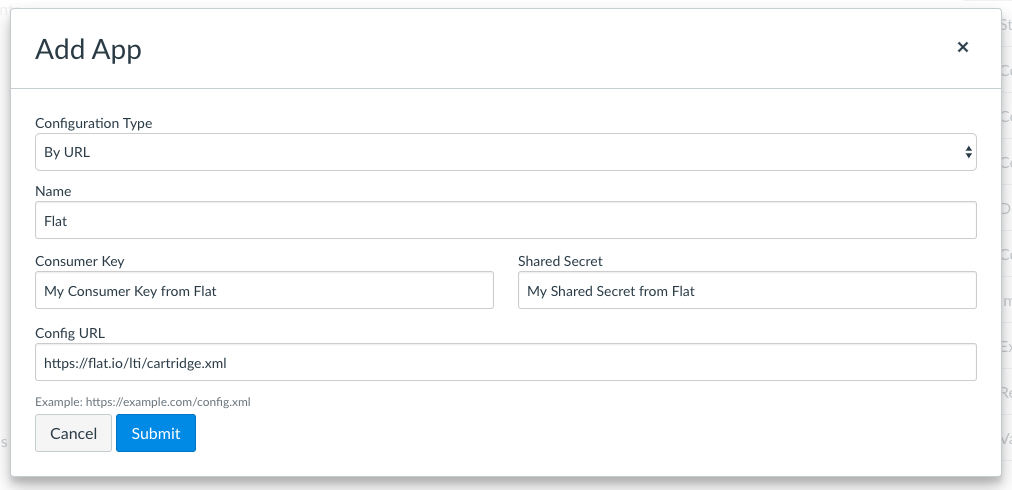 Add App
×
Configuration Type
By URL
Name
Flat
Consumer Key
Shared Secret
My Consumer Key from Flat
My Shared Secret from Flat
Config URL
https://flat.io/lti/cartridge.xml
Example: https://example.com/config.xml
Cancel
Submit